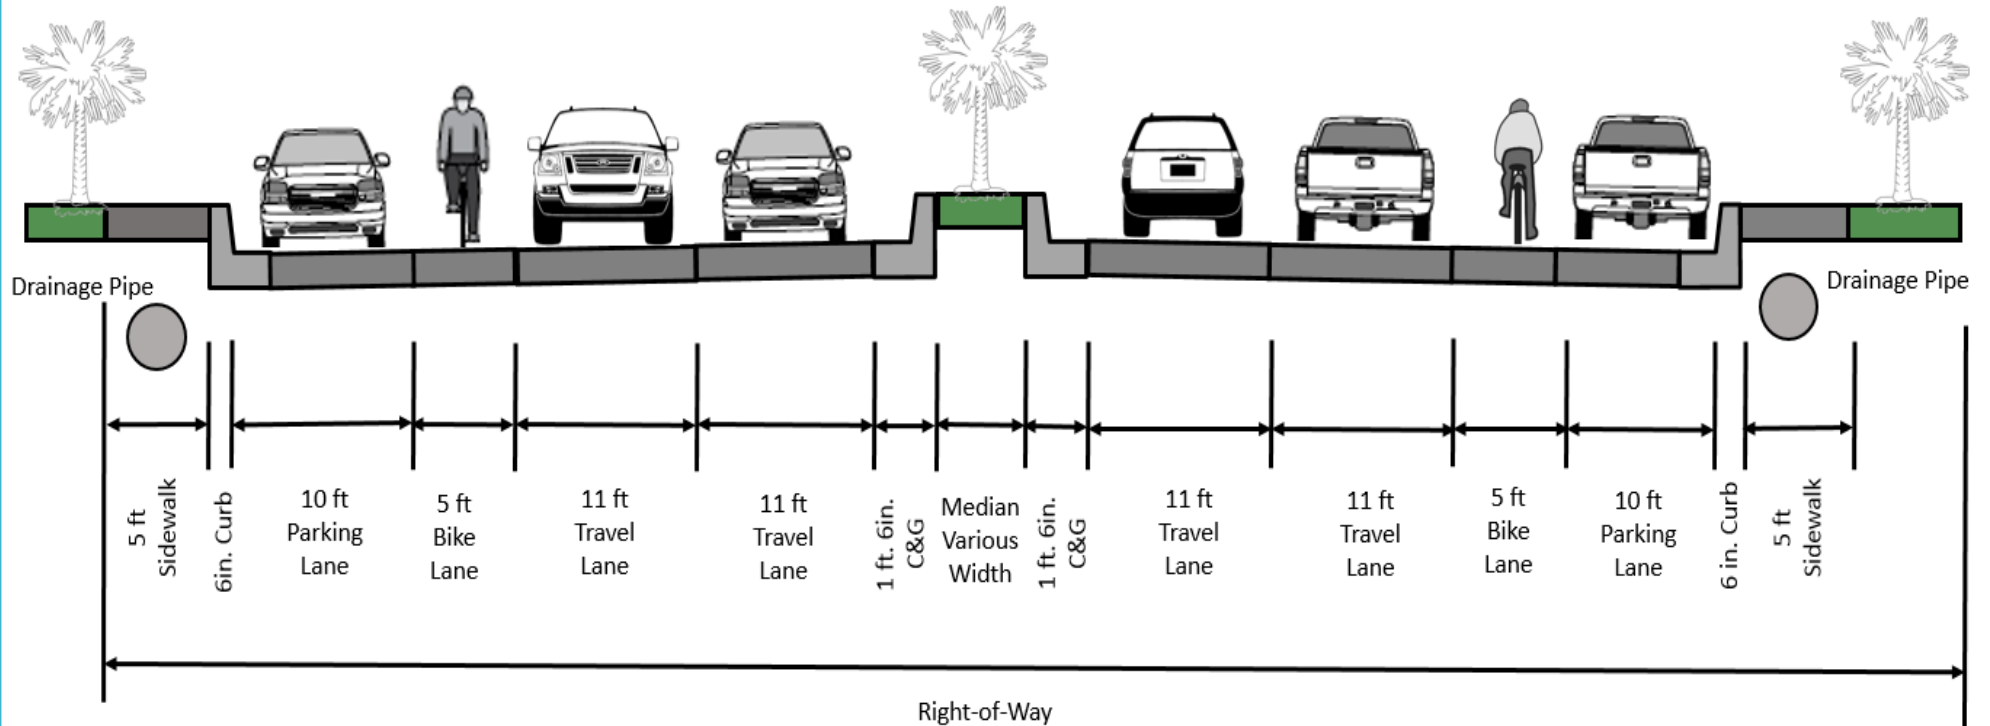 Drainage Pipe
Drainage Pipe
5 ft
Sidewalk
6in. Curb
10 ft
Parking
Lane
5 ft
Bike
Lane
11 ft
Travel
Lane
11 ft
Travel
Lane
1 ft. 6in.
C&G
Median
Various
Width
1 ft. 6in.
C&G
11 ft
Travel
Lane
11 ft
Travel
Lane
5 ft
Bike
Lane
10 ft
Parking
Lane
6 in. Curb
5 ft
Sidewalk
Right-of-Way